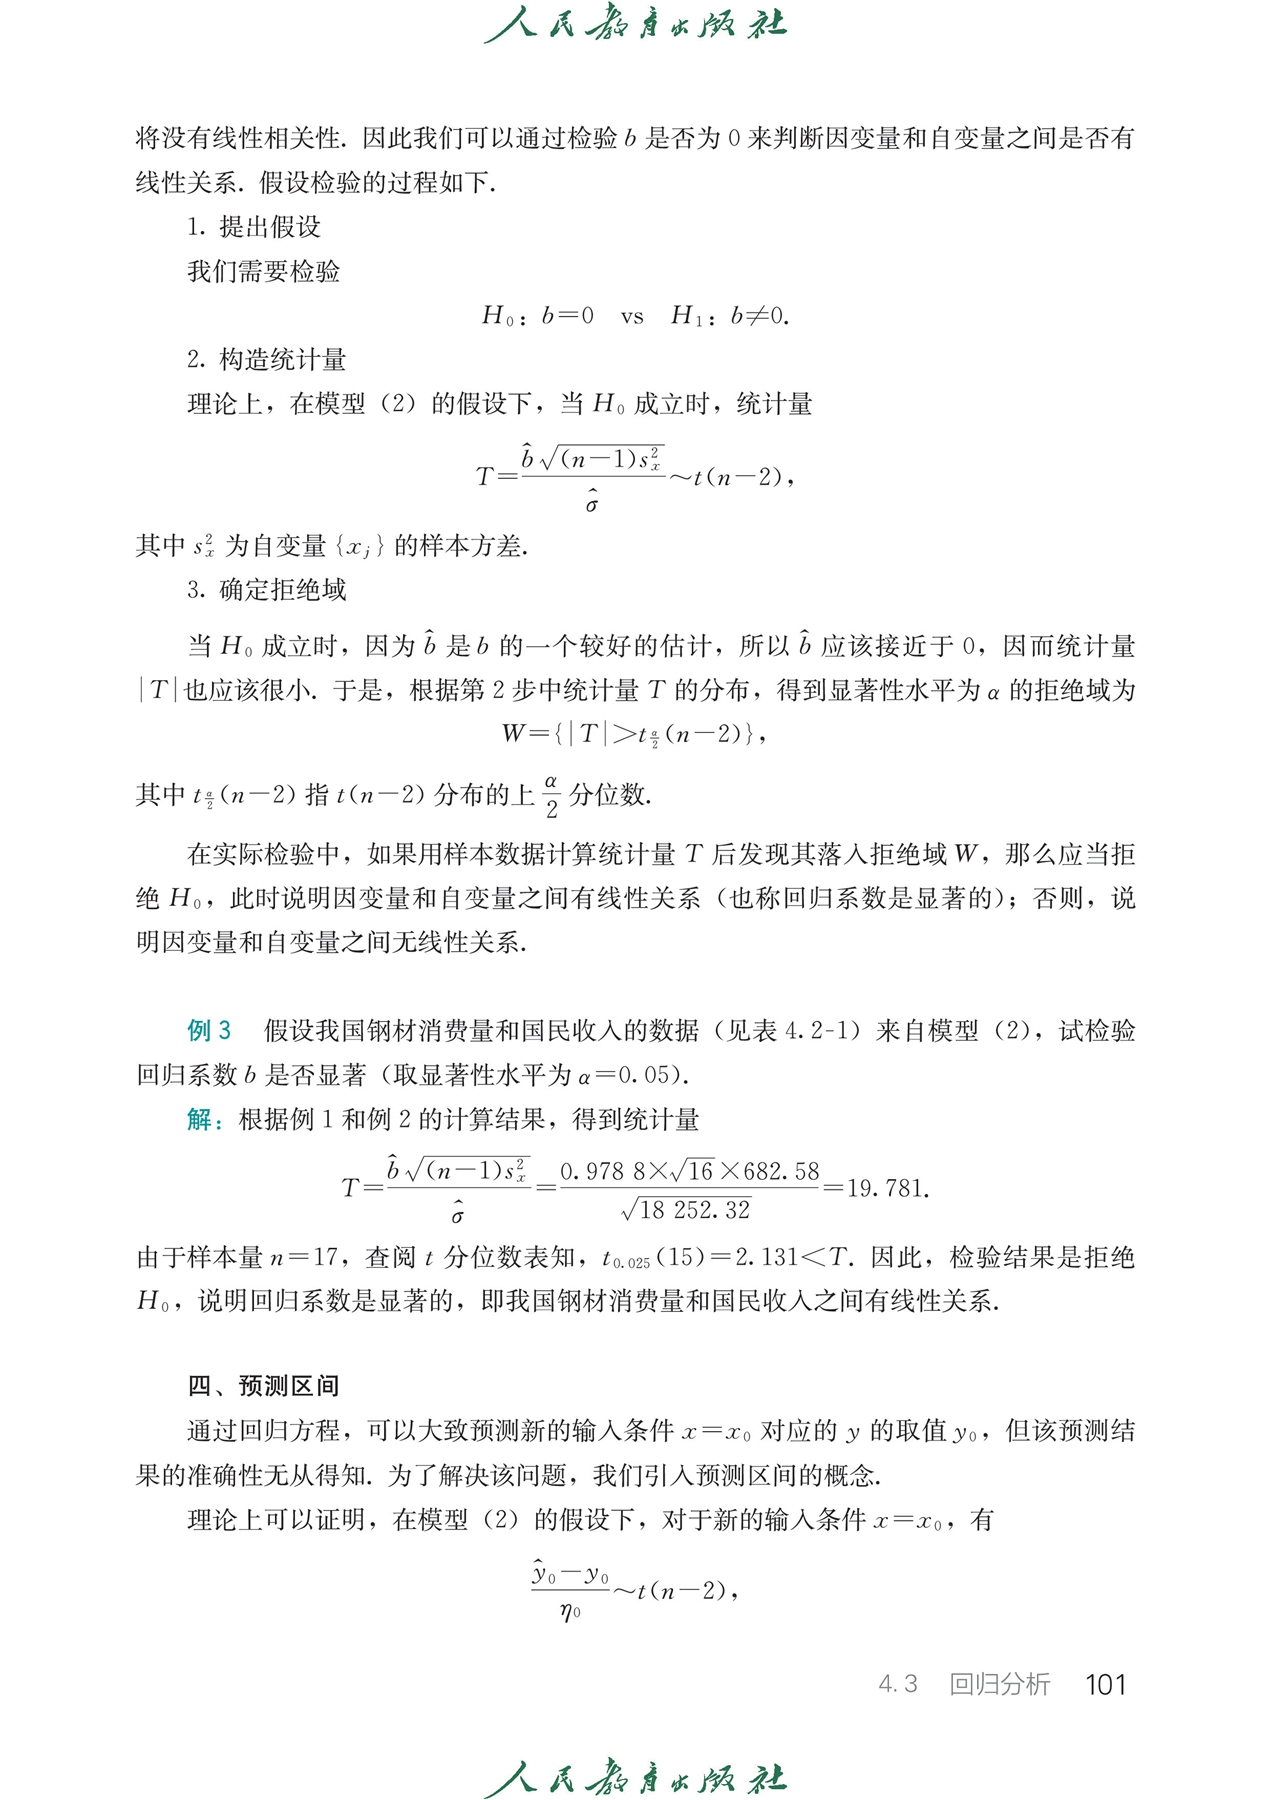 人民教育出版社
将没有线性相关性. 因此我们可以通过检验 b 是否为 0 来判断因变量和自变量之间是否有
线性关系. 假设检验的过程如下.
1. 提出假设
我们需要检验
H₀: b=0 vs H₁: b≠0.
2. 构造统计量
理论上，在模型（2）的假设下，当 H₀ 成立时，统计量
T=\frac{\hat{b}\sqrt{(n-1)s_x^2}}{\hat{σ}}~t(n-2),
其中 s_x^2 为自变量 {x_j} 的样本方差.
3. 确定拒绝域
当 H₀ 成立时，因为 \hat{b} 是 b 的一个较好的估计，所以 \hat{b} 应该接近于 0，因而统计量
|T|也应该很小. 于是，根据第 2 步中统计量 T 的分布，得到显著性水平为 α 的拒绝域为
W={|T|>t_{\frac{α}{2}}(n-2)},
其中 t_{\frac{α}{2}}(n-2) 指 t(n-2) 分布的上 \frac{α}{2} 分位数.
在实际检验中，如果用样本数据计算统计量 T 后发现其落入拒绝域 W，那么应当拒
绝 H₀，此时说明因变量和自变量之间有线性关系（也称回归系数是显著的）；否则，说
明因变量和自变量之间无线性关系.
例 3 假设我国钢材消费量和国民收入的数据（见表 4.2-1）来自模型（2），试检验
回归系数 b 是否显著（取显著性水平为 α=0.05）.
解：根据例 1 和例 2 的计算结果，得到统计量
T=\frac{\hat{b}\sqrt{(n-1)s_x^2}}{\hat{σ}}=\frac{0.978 8×\sqrt{16}×682.58}{\sqrt{18 252.32}}=19.781.
由于样本量 n=17，查阅 t 分位数表知，t_{0.025}(15)=2.131<T. 因此，检验结果是拒绝
H₀，说明回归系数是显著的，即我国钢材消费量和国民收入之间有线性关系.
四、预测区间
通过回归方程，可以大致预测新的输入条件 x=x₀ 对应的 y 的取值 y₀，但该预测结
果的准确性无从得知. 为了解决该问题，我们引入预测区间的概念.
理论上可以证明，在模型（2）的假设下，对于新的输入条件 x=x₀，有
\frac{\hat{y}_0-y_0}{η_0}~t(n-2),
4.3 回归分析 101
人民教育出版社